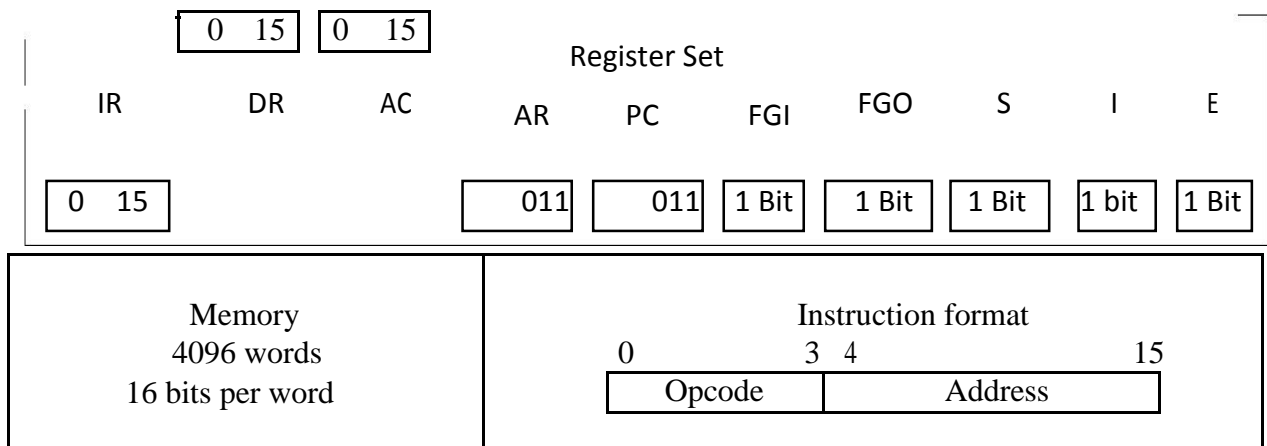 0 15 0 15
Register Set
IR DR AC AR PC FGI FGO S I E
0 15 011 011 1 Bit 1 Bit 1 Bit 1 bit 1 Bit
Memory
4096 words
16 bits per word
Instruction format
0 3 4 15
Opcode Address